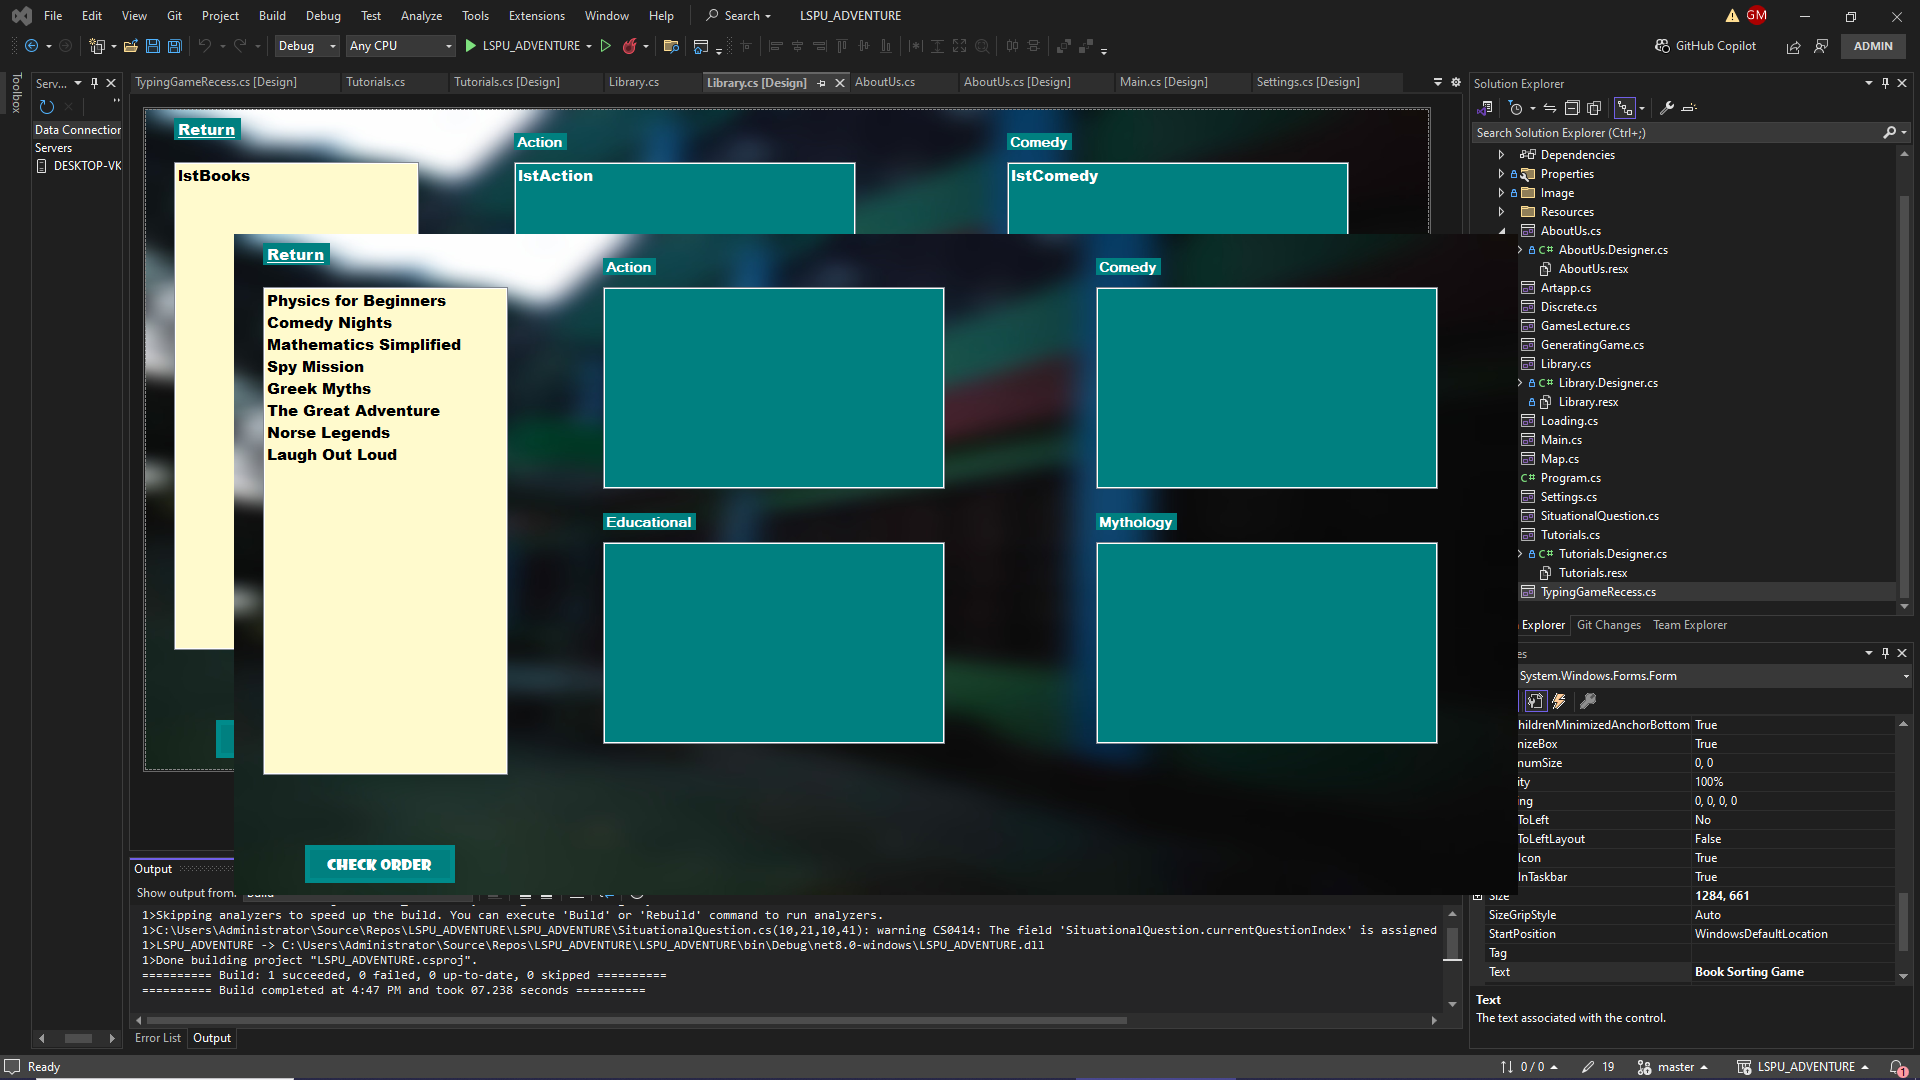 File Edit View Git Project Build Debug Test Analyze Tools Extensions Window Help Search LSPU_ADVENTURE GM
Debug Any CPU LSPU_ADVENTURE GitHub Copilot ADMIN
Toolbox
Serv...
Data Connection
Servers
DESKTOP-VK
TypingGameRecess.cs [Design] Tutorials.cs Tutorials.cs [Design] Library.cs Library.cs [Design] AboutUs.cs AboutUs.cs [Design] Main.cs [Design] Settings.cs [Design]
Return
Action
Comedy
lstBooks
lstAction
lstComedy
Return
Action
Comedy
Physics for Beginners
Comedy Nights
Mathematics Simplified
Spy Mission
Greek Myths
The Great Adventure
Norse Legends
Laugh Out Loud
Educational
Mythology
CHECK ORDER
Output
Show output from:
1>Skipping analyzers to speed up the build. You can execute 'Build' or 'Rebuild' command to run analyzers.
1>C:\Users\Administrator\Source\Repos\LSPU_ADVENTURE\LSPU_ADVENTURE\SituationalQuestion.cs(10,21,10,41): warning CS0414: The field 'SituationalQuestion.currentQuestionIndex' is assigned
1>LSPU_ADVENTURE -> C:\Users\Administrator\Source\Repos\LSPU_ADVENTURE\LSPU_ADVENTURE\bin\Debug\net8.0-windows\LSPU_ADVENTURE.dll
1>Done building project "LSPU_ADVENTURE.csproj".
========== Build: 1 succeeded, 0 failed, 0 up-to-date, 0 skipped ==========
========== Build completed at 4:47 PM and took 07.238 seconds ==========
Error List Output
Solution Explorer
Search Solution Explorer (Ctrl+;)
Dependencies
Properties
Image
Resources
AboutUs.cs
C# AboutUs.Designer.cs
AboutUs.resx
Artapp.cs
Discrete.cs
GamesLecture.cs
GeneratingGame.cs
Library.cs
C# Library.Designer.cs
Library.resx
Loading.cs
Main.cs
Map.cs
C# Program.cs
Settings.cs
SituationalQuestion.cs
Tutorials.cs
C# Tutorials.Designer.cs
Tutorials.resx
TypingGameRecess.cs
Explorer Git Changes Team Explorer
es
System.Windows.Forms.Form
hildrenMinimizedAnchorBottom True
mizeBox True
mumSize 0, 0
ity 100%
ing 0, 0, 0, 0
ToLeft No
ToLeftLayout False
Icon True
InTaskbar True
Size 1284, 661
SizeGripStyle Auto
StartPosition WindowsDefaultLocation
Tag
Text Book Sorting Game
Text
The text associated with the control.
Ready 0 / 0 19 master LSPU_ADVENTURE 1